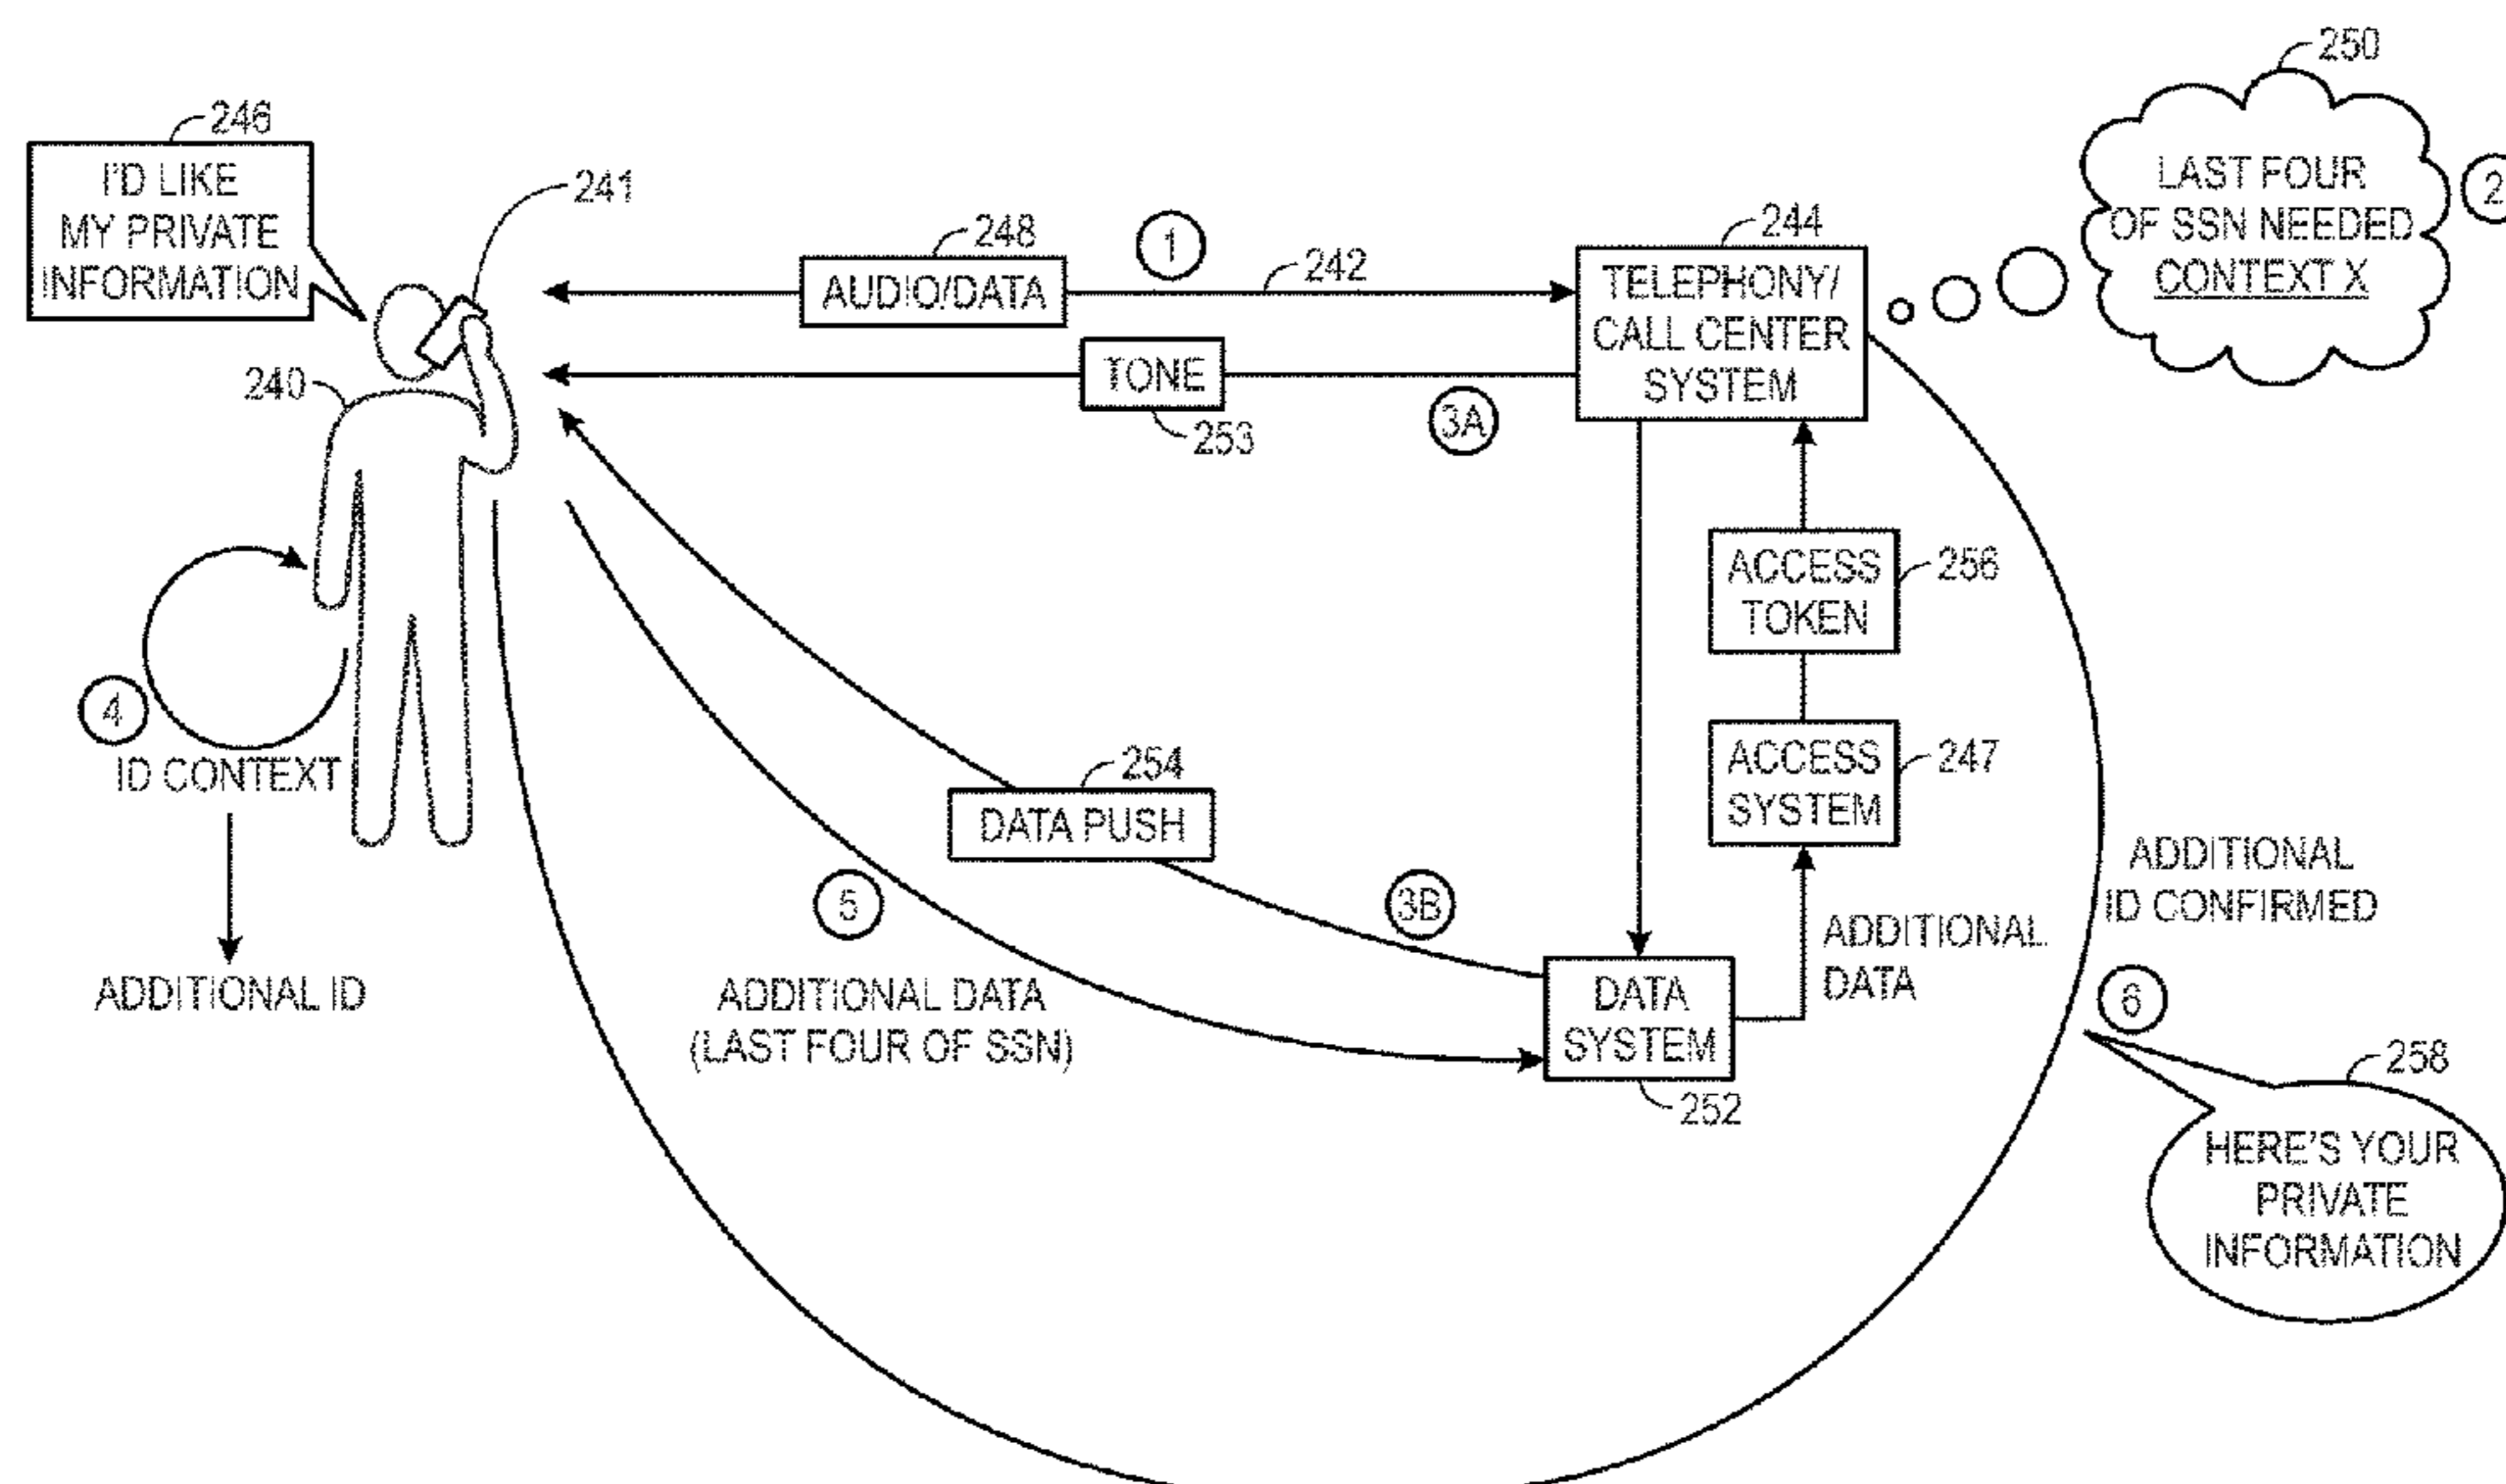 250
246
I'D LIKE
MY PRIVATE
INFORMATION
241
248
AUDIO/DATA
1
242
244
TELEPHONY/
CALL CENTER
SYSTEM
LAST FOUR
OF SSN NEEDED
CONTEXT X
2
240
TONE
253
3A
ACCESS
TOKEN
256
4
ID CONTEXT
ADDITIONAL ID
254
DATA PUSH
ACCESS
SYSTEM
247
5
3B
ADDITIONAL
DATA
ADDITIONAL
ID CONFIRMED
ADDITIONAL DATA
(LAST FOUR OF SSN)
DATA
SYSTEM
252
6
258
HERE'S YOUR
PRIVATE
INFORMATION